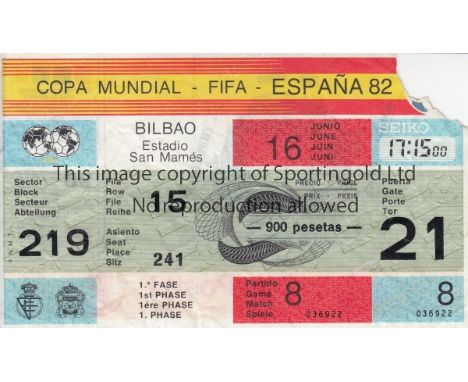 COPA MUNDIAL - FIFA - ESPAÑA 82
BILBAO
Estadio
San Mamés
16
JUNIO
JUNE
JUIN
JUNI
SEIKO
17:15 00
This image copyright of Sportingold Ltd
No reproduction allowed
Sector
Block
Secteur
Abteilung
219
Fila
Row
File
Reihe
15
Asiento
Seat
Place
Sitz
241
PRECIO
PRICE
PRIX
PREIS
900 pesetas
Puerta
Gate
Porte
Tor
21
F.N.M.T.
1.ª FASE
1st PHASE
1ére PHASE
1. PHASE
Partido
Game
Match
Spiele
8
036922
8
036922